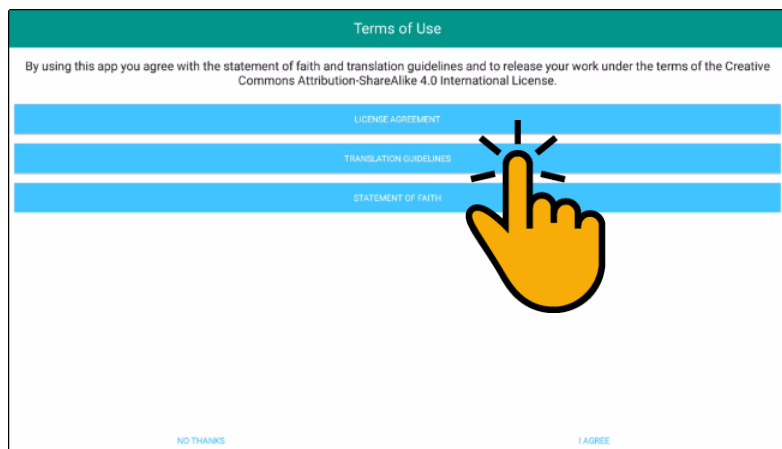 Terms of Use
By using this app you agree with the statement of faith and translation guidelines and to release your work under the terms of the Creative
Commons Attribution-ShareAlike 4.0 International License.
LICENSE AGREEMENT
TRANSLATION GUIDELINES
STATEMENT OF FAITH
NO THANKS
I AGREE